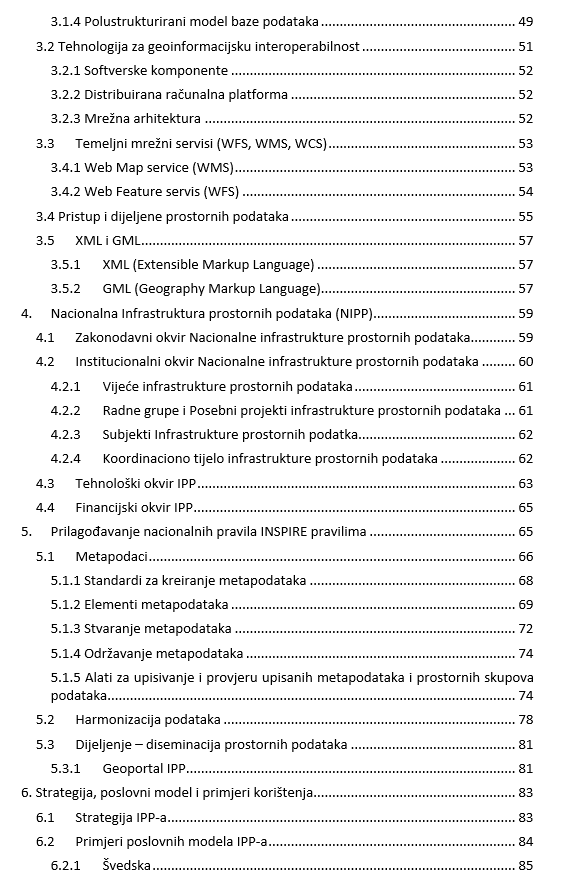 3.1.4 Polustrukturirani model baze podataka ........ 49
3.2 Tehnologija za geoinformacijsku interoperabilnost ........ 51
3.2.1 Softverske komponente ........ 52
3.2.2 Distribuirana računalna platforma ........ 52
3.2.3 Mrežna arhitektura ........ 52
3.3 Temeljni mrežni servisi (WFS, WMS, WCS) ........ 53
3.4.1 Web Map service (WMS) ........ 53
3.4.2 Web Feature servis (WFS) ........ 54
3.4 Pristup i dijeljene prostornih podataka ........ 55
3.5 XML i GML ........ 57
3.5.1 XML (Extensible Markup Language) ........ 57
3.5.2 GML (Geography Markup Language) ........ 57
4. Nacionalna Infrastruktura prostornih podataka (NIPP) ........ 59
4.1 Zakonodavni okvir Nacionalne infrastrukture prostornih podataka ........ 59
4.2 Institucionalni okvir Nacionalne infrastrukture prostornih podataka ........ 60
4.2.1 Vijeće infrastrukture prostornih podataka ........ 61
4.2.2 Radne grupe i Posebni projekti infrastrukture prostornih podataka ... 61
4.2.3 Subjekti Infrastrukture prostornih podatka ........ 62
4.2.4 Koordinaciono tijelo infrastrukture prostornih podataka ........ 62
4.3 Tehnološki okvir IPP ........ 63
4.4 Financijski okvir IPP ........ 65
5. Prilagođavanje nacionalnih pravila INSPIRE pravilima ........ 65
5.1 Metapodaci ........ 66
5.1.1 Standardi za kreiranje metapodataka ........ 68
5.1.2 Elementi metapodataka ........ 69
5.1.3 Stvaranje metapodataka ........ 72
5.1.4 Održavanje metapodataka ........ 74
5.1.5 Alati za upisivanje i provjeru upisanih metapodataka i prostornih skupova
podataka ........ 74
5.2 Harmonizacija podataka ........ 78
5.3 Dijeljenje – diseminacija prostornih podataka ........ 81
5.3.1 Geoportal IPP ........ 81
6. Strategija, poslovni model i primjeri korištenja ........ 83
6.1 Strategija IPP-a ........ 83
6.2 Primjeri poslovnih modela IPP-a ........ 84
6.2.1 Švedska ........ 85